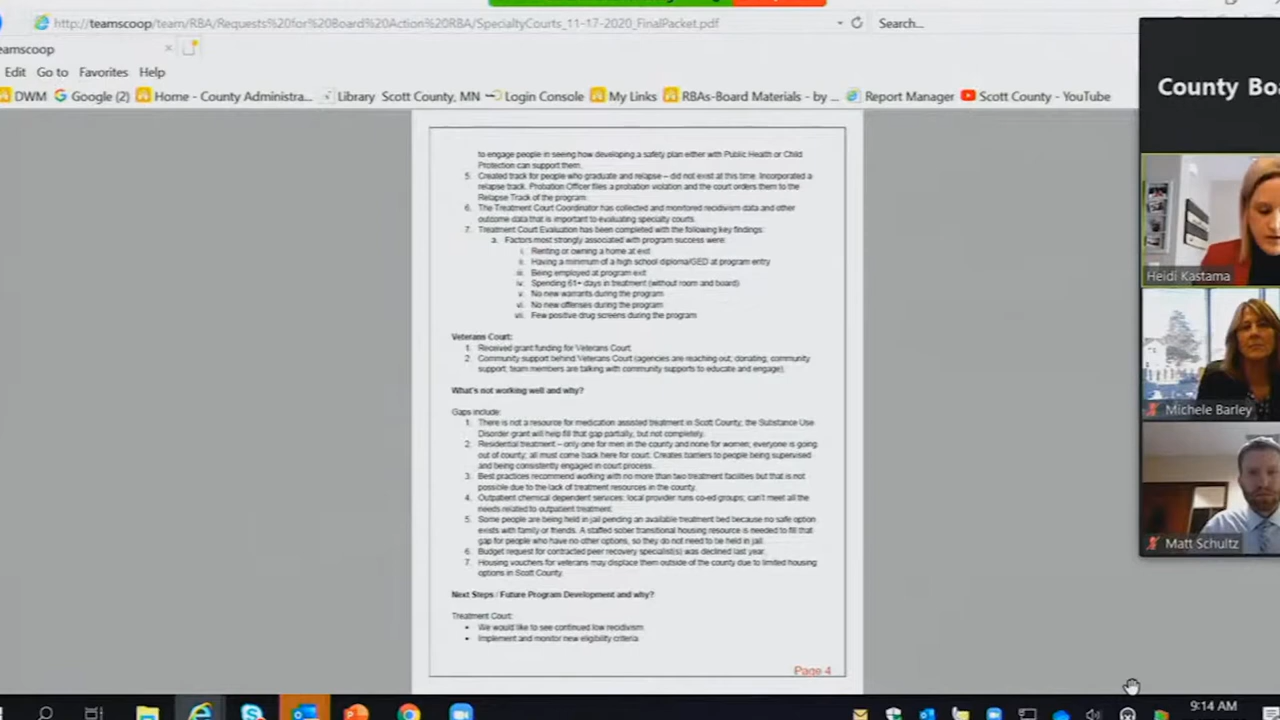 http://teamscoop/team/RBA/Requests%20for%20Board%20Action%20RBA/SpecialtyCourts_11-17-2020_FinalPacket.pdf
Search...
eamscoop
Edit Go to Favorites Help
DWM Google (2) Home - County Administra... Library Scott County, MN Login Console My Links RBAs-Board Materials - by ... Report Manager Scott County - YouTube
County Boa
to engage people in seeing how developing a safety plan either with Public Health or Child
Protection can support them.
5. Created track for people who graduate and relapse – did not exist at this time. Incorporated a
relapse track. Probation Officer files a probation violation and the court orders them to the
Relapse Track of the program.
6. The Treatment Court Coordinator has collected and monitored recidivism data and other
outcome data that is important to evaluating specialty courts.
7. Treatment Court Evaluation has been completed with the following key findings:
a. Factors most strongly associated with program success were:
i. Renting or owning a home at exit
ii. Having a minimum of a high school diploma/GED at program entry
iii. Being employed at program exit
iv. Spending 61+ days in treatment (without room and board)
v. No new warrants during the program
vi. No new offenses during the program
vii. Few positive drug screens during the program
Veterans Court:
1. Received grant funding for Veterans Court.
2. Community support behind Veterans Court (agencies are reaching out; donating; community
support; team members are talking with community supports to educate and engage).
What's not working well and why?
Gaps include:
1. There is not a resource for medication assisted treatment in Scott County; the Substance Use
Disorder grant will help fill that gap partially, but not completely.
2. Residential treatment – only one for men in the county and none for women; everyone is going
out of county; all must come back here for court. Creates barriers to people being supervised
and being consistently engaged in court process.
3. Best practices recommend working with no more than two treatment facilities but that is not
possible due to the lack of treatment resources in the county.
4. Outpatient chemical dependent services: local provider runs co-ed groups; can't meet all the
needs related to outpatient treatment.
5. Some people are being held in jail pending an available treatment bed because no safe option
exists with family or friends. A staffed sober transitional housing resource is needed to fill that
gap for people who have no other options, so they do not need to be held in jail.
6. Budget request for contracted peer recovery specialist(s) was declined last year.
7. Housing vouchers for veterans may displace them outside of the county due to limited housing
options in Scott County.
Next Steps / Future Program Development and why?
Treatment Court:
• We would like to see continued low recidivism
• Implement and monitor new eligibility criteria
Page 4
Heidi Kastama
Michele Barley
Matt Schultz
9:14 AM